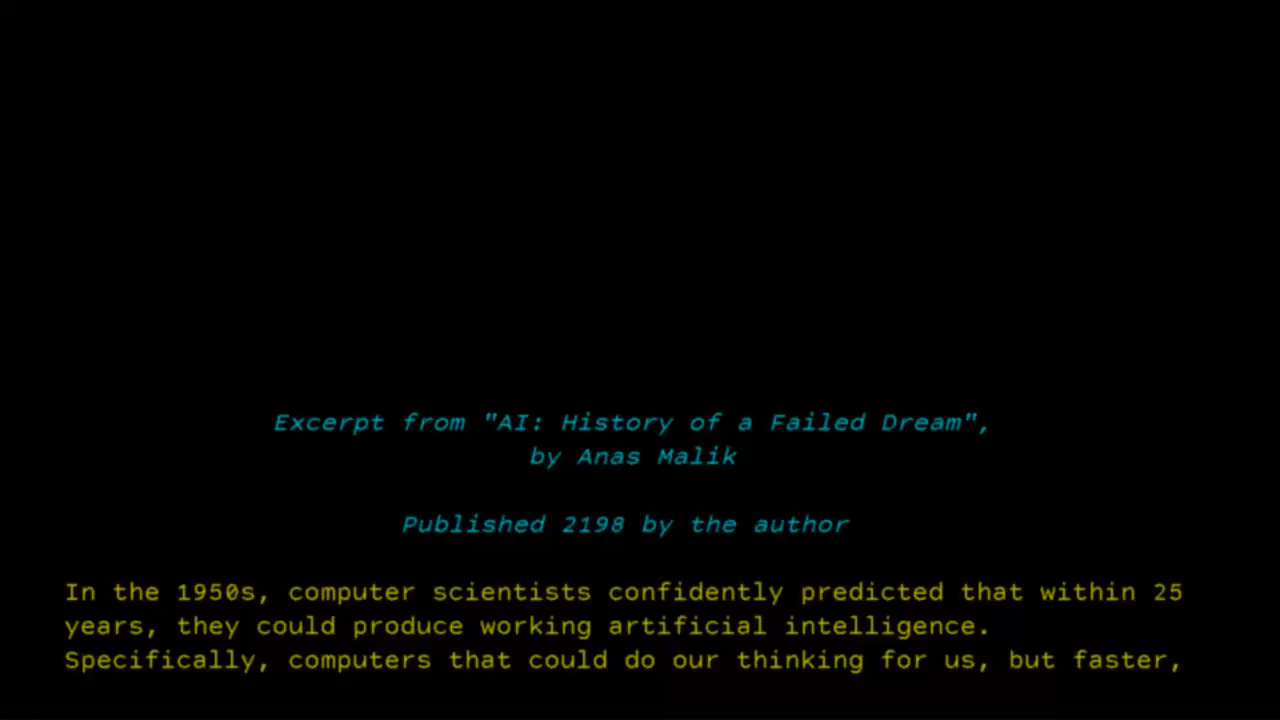 Excerpt from "AI: History of a Failed Dream",
by Anas Malik
Published 2198 by the author
In the 1950s, computer scientists confidently predicted that within 25
years, they could produce working artificial intelligence.
Specifically, computers that could do our thinking for us, but faster,